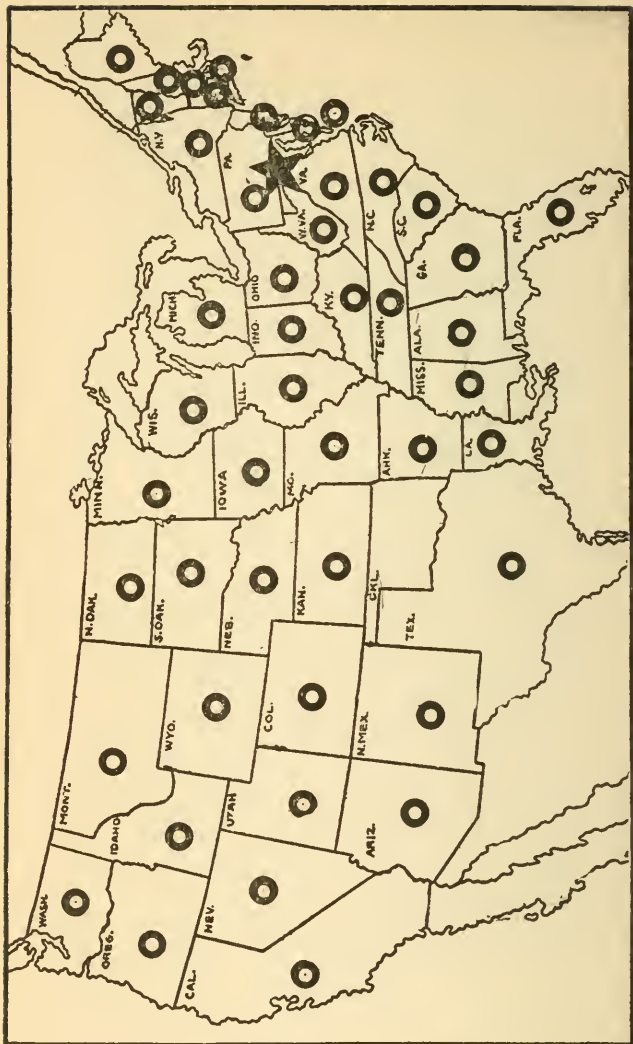 WASH.
OREG.
CAL.
NEV.
IDAHO
MONT.
WYO.
UTAH
ARIZ.
COL.
N.MEX.
N.DAK.
S.DAK.
NEB.
KAN.
OKL.
TEX.
MINN.
IOWA
MO.
ARK.
LA.
WIS.
ILL.
MICH.
IND.
OHIO
KY.
TENN.
MISS.
ALA.
GA.
FLA.
S.C.
N.C.
VA.
W.VA.
PA.
N.Y.